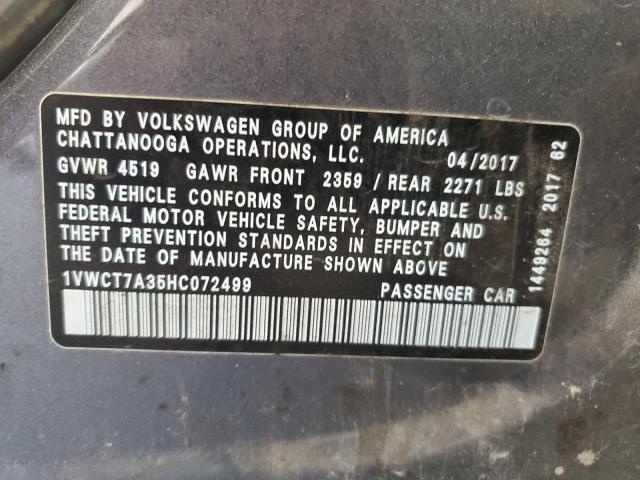 MFD BY VOLKSWAGEN GROUP OF AMERICA
CHATTANOOGA OPERATIONS, LLC. 04/2017
GVWR 4519 GAWR FRONT 2359 / REAR 2271 LBS
THIS VEHICLE CONFORMS TO ALL APPLICABLE U.S.
FEDERAL MOTOR VEHICLE SAFETY, BUMPER AND
THEFT PREVENTION STANDARDS IN EFFECT ON
THE DATE OF MANUFACTURE SHOWN ABOVE
1VWCT7A35HC072499 PASSENGER CAR
1449264 2017 62